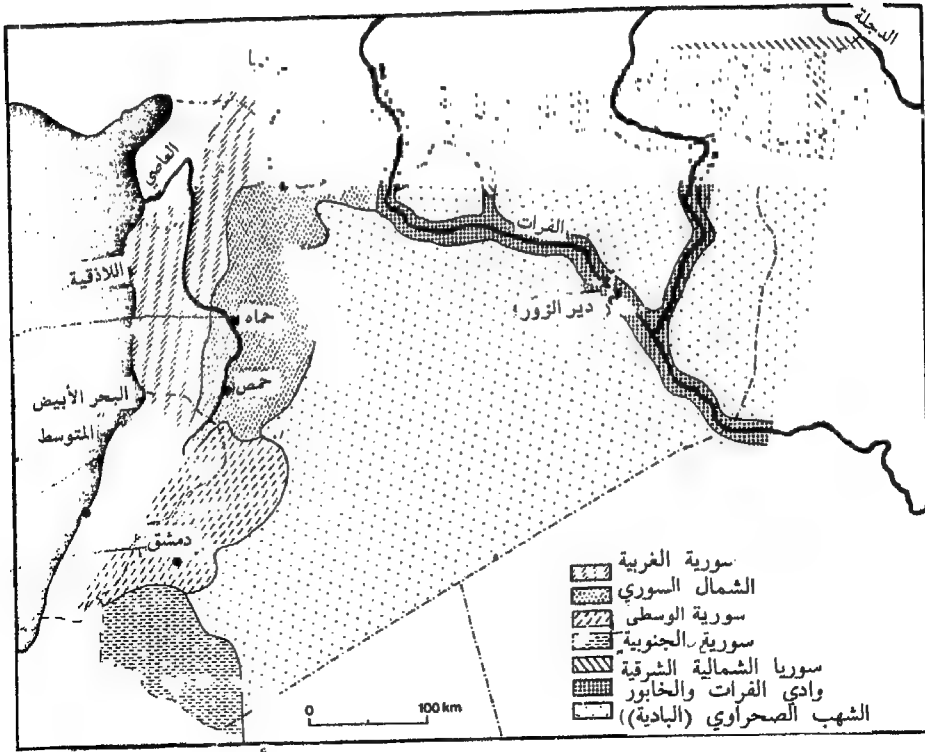 الدجلة
العاصي
الفرات
اللاذقية
دير الزور
حماه
حمص
البحر الأبيض
المتوسط
دمشق
سورية الغربية
الشمال السوري
سورية الوسطى
سورية الجنوبية
سوريا الشمالية الشرقية
وادي الفرات والخابور
الشهب الصحراوي (البادية))
0 100 km